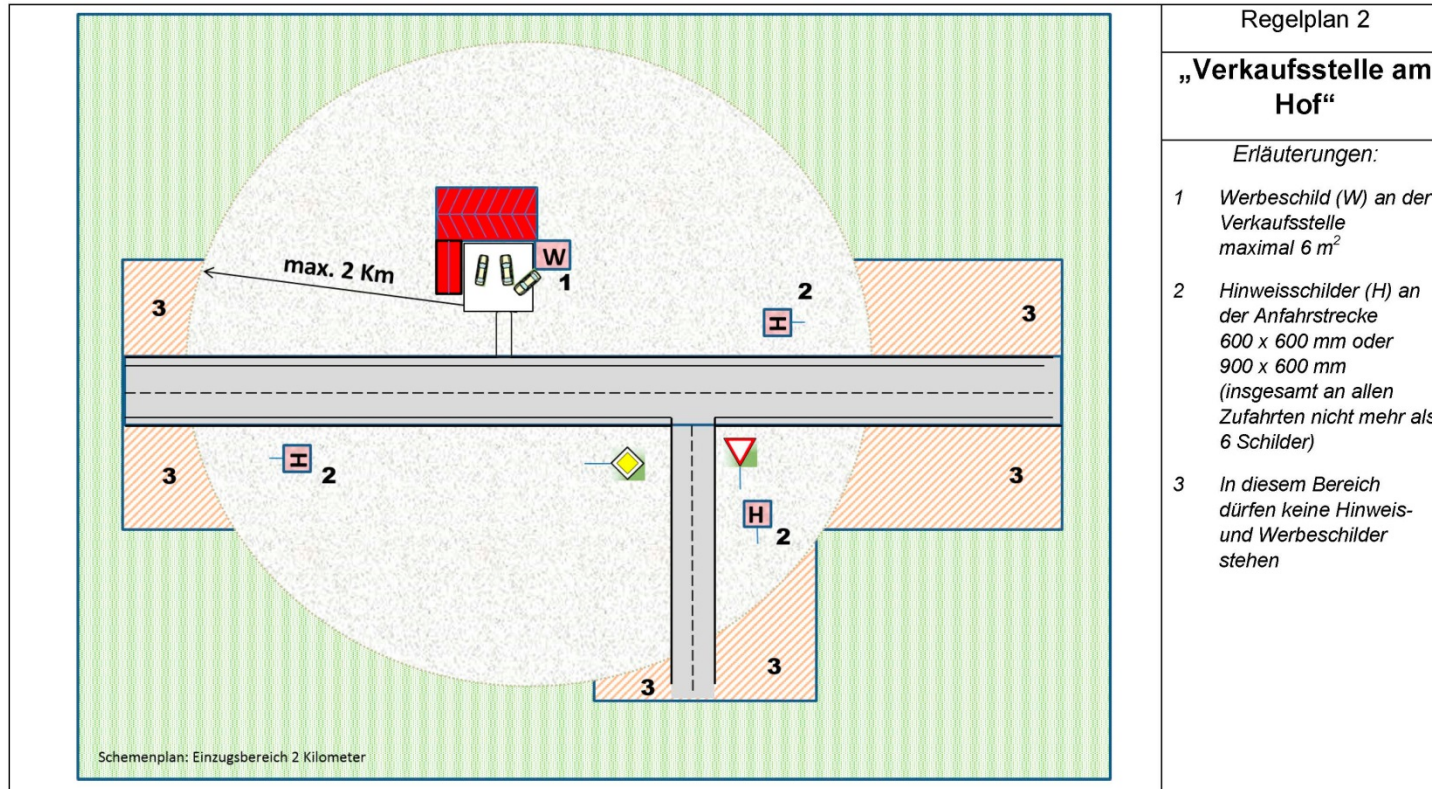 Regelplan 2
„Verkaufsstelle am
Hof“
Erläuterungen:
1 Werbeschild (W) an der
Verkaufsstelle
maximal 6 m²
2 Hinweisschilder (H) an
der Anfahrstrecke
600 x 600 mm oder
900 x 600 mm
(insgesamt an allen
Zufahrten nicht mehr als
6 Schilder)
3 In diesem Bereich
dürfen keine Hinweis-
und Werbeschilder
stehen
W
1
max. 2 Km
3
2
H
3
3
H
2
H
2
3
3
3
Schemenplan: Einzugsbereich 2 Kilometer